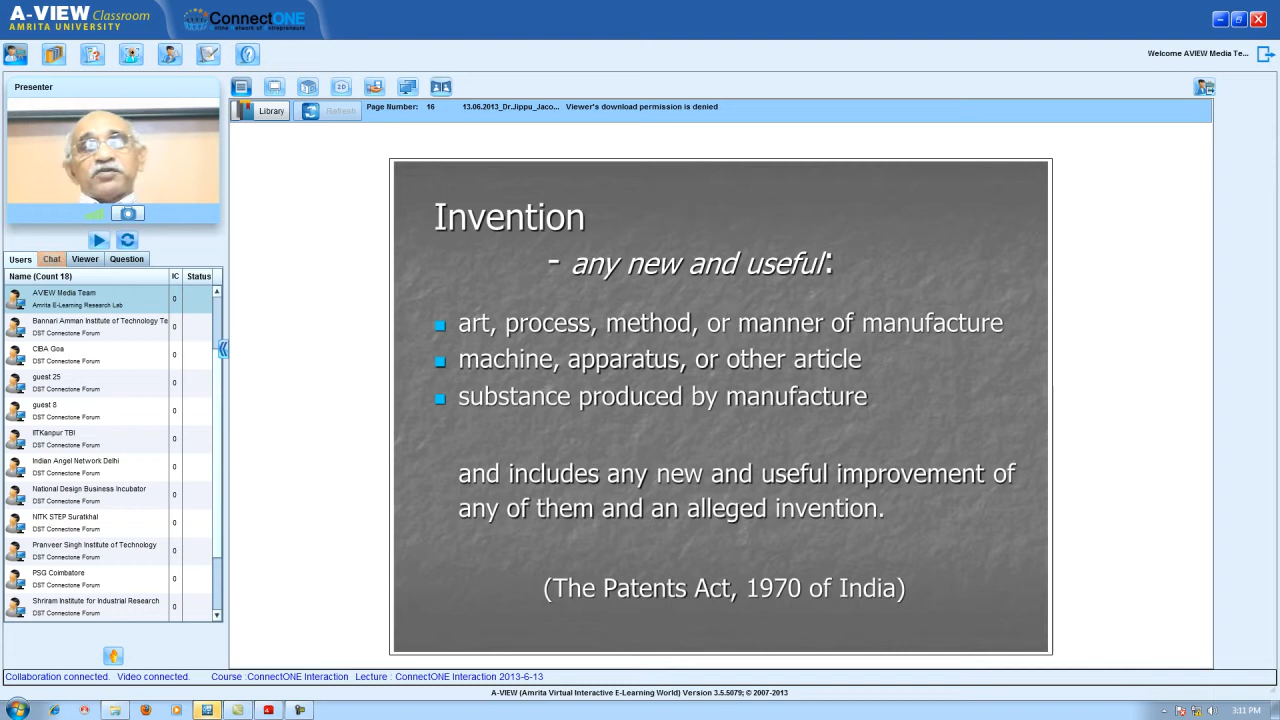 A-VIEW Classroom
AMRITA UNIVERSITY
ConnectONE
Welcome AVIEW Media Te...
Presenter
2D
Library
Refresh
Page Number: 16
13.06.2013_Dr.Jippu_Jaco...
Viewer's download permission is denied
Users Chat Viewer Question
Name (Count 18) IC Status
AVIEW Media Team
Amrita E-Learning Research Lab
0
Bannari Amman Institute of Technology Te
DST Connectone Forum
0
CIBA Goa
DST Connectone Forum
0
guest 25
DST Connectone Forum
0
guest 8
DST Connectone Forum
0
IITKanpur TBI
DST Connectone Forum
0
Indian Angel Network Delhi
DST Connectone Forum
0
National Design Business Incubator
DST Connectone Forum
0
NITK STEP Suratkhal
DST Connectone Forum
0
Pranveer Singh Institute of Technology
DST Connectone Forum
0
PSG Coimbatore
DST Connectone Forum
0
Shriram Institute for Industrial Research
DST Connectone Forum
0
Invention
- any new and useful:
art, process, method, or manner of manufacture
machine, apparatus, or other article
substance produced by manufacture
and includes any new and useful improvement of
any of them and an alleged invention.
(The Patents Act, 1970 of India)
Collaboration connected. Video connected. Course :ConnectONE Interaction Lecture : ConnectONE Interaction 2013-6-13
A-VIEW (Amrita Virtual Interactive E-Learning World) Version 3.5.5079; © 2007-2013
3:11 PM